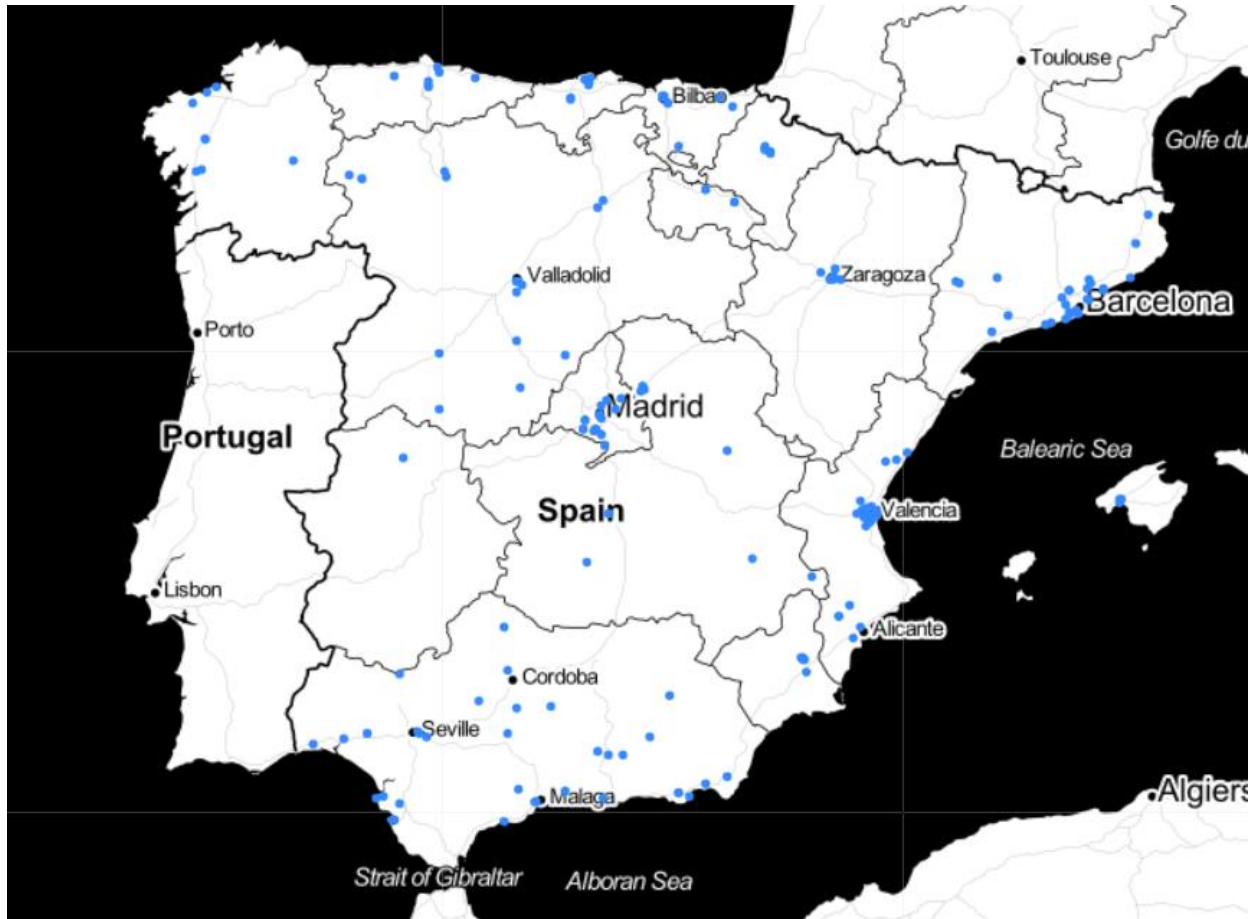 Toulouse
Golfe du
Bilbao
Valladolid
Zaragoza
Barcelona
Porto
Madrid
Portugal
Balearic Sea
Spain
Valencia
Lisbon
Alicante
Cordoba
Seville
Malaga
Algiers
Strait of Gibraltar
Alboran Sea